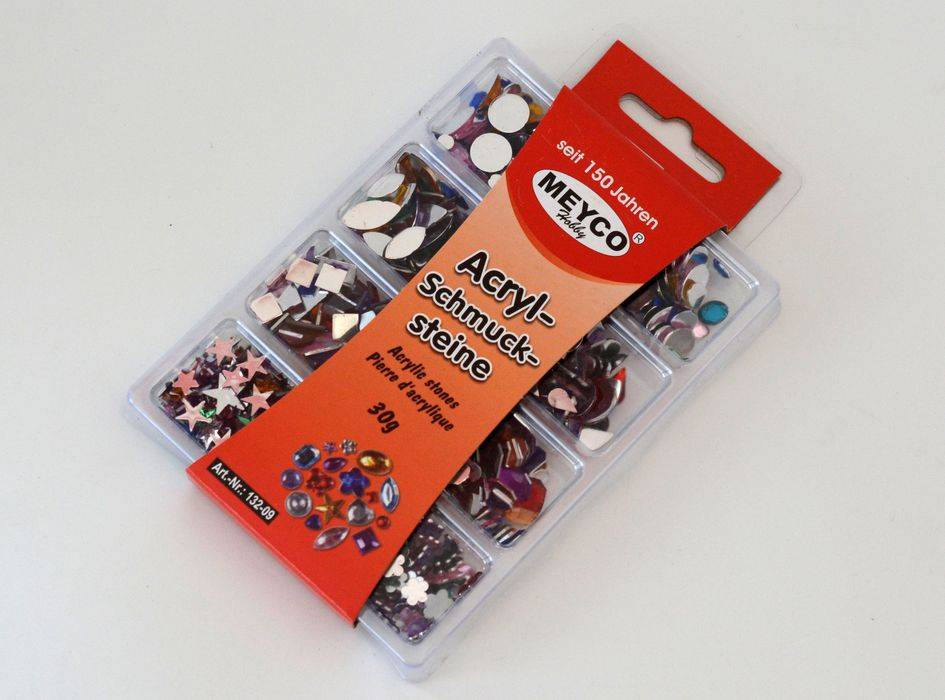 seit 150 Jahren
MEYCO®
Hobby
Acryl-
Schmuck-
steine
Acrylic stones
Pierre d'acrylique
30g
Art.-Nr.: 132-09